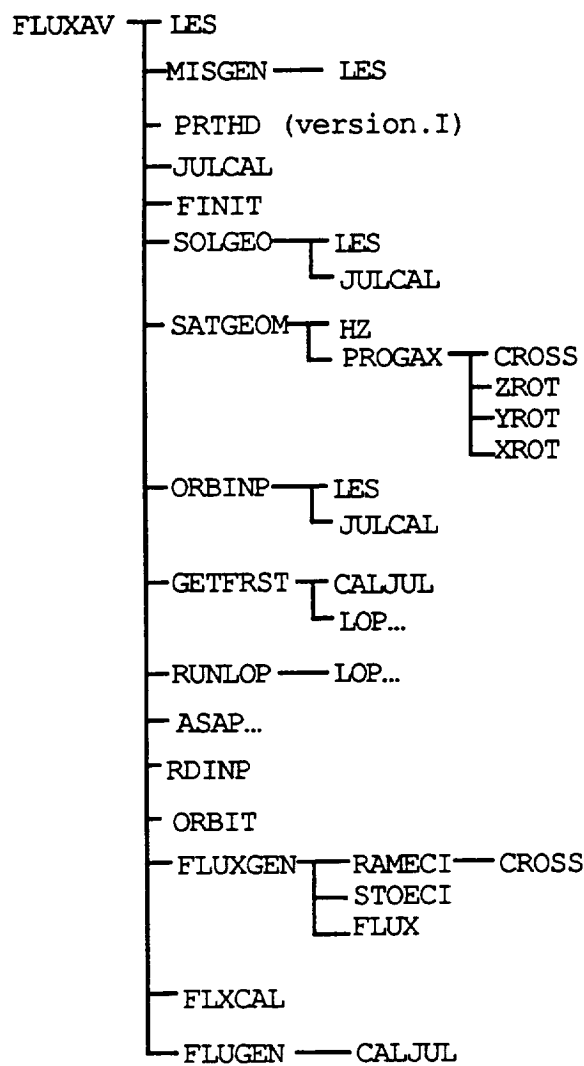 FLUXAV LES
MISGEN LES
PRTHD (version.I)
JULCAL
FINIT
SOLGEO LES
JULCAL
SATGEOM HZ
PROGAX CROSS
ZROT
YROT
XROT
ORBINP LES
JULCAL
GETFRST CALJUL
LOP...
RUNLOP LOP...
ASAP...
RDINP
ORBIT
FLUXGEN RAMECI CROSS
STOECI
FLUX
FLXCAL
FLUGEN CALJUL